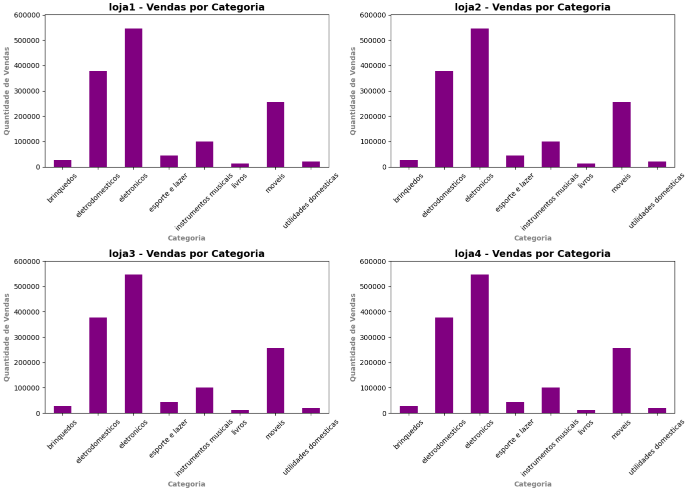 loja1 - Vendas por Categoria
Quantidade de Vendas
600000
500000
400000
300000
200000
100000
0
brinquedos
eletrodomesticos
eletronicos
esporte e lazer
instrumentos musicais
livros
moveis
utilidades domesticas
Categoria
loja2 - Vendas por Categoria
Quantidade de Vendas
600000
500000
400000
300000
200000
100000
0
brinquedos
eletrodomesticos
eletronicos
esporte e lazer
instrumentos musicais
livros
moveis
utilidades domesticas
Categoria
loja3 - Vendas por Categoria
Quantidade de Vendas
600000
500000
400000
300000
200000
100000
0
brinquedos
eletrodomesticos
eletronicos
esporte e lazer
instrumentos musicais
livros
moveis
utilidades domesticas
Categoria
loja4 - Vendas por Categoria
Quantidade de Vendas
600000
500000
400000
300000
200000
100000
0
brinquedos
eletrodomesticos
eletronicos
esporte e lazer
instrumentos musicais
livros
moveis
utilidades domesticas
Categoria